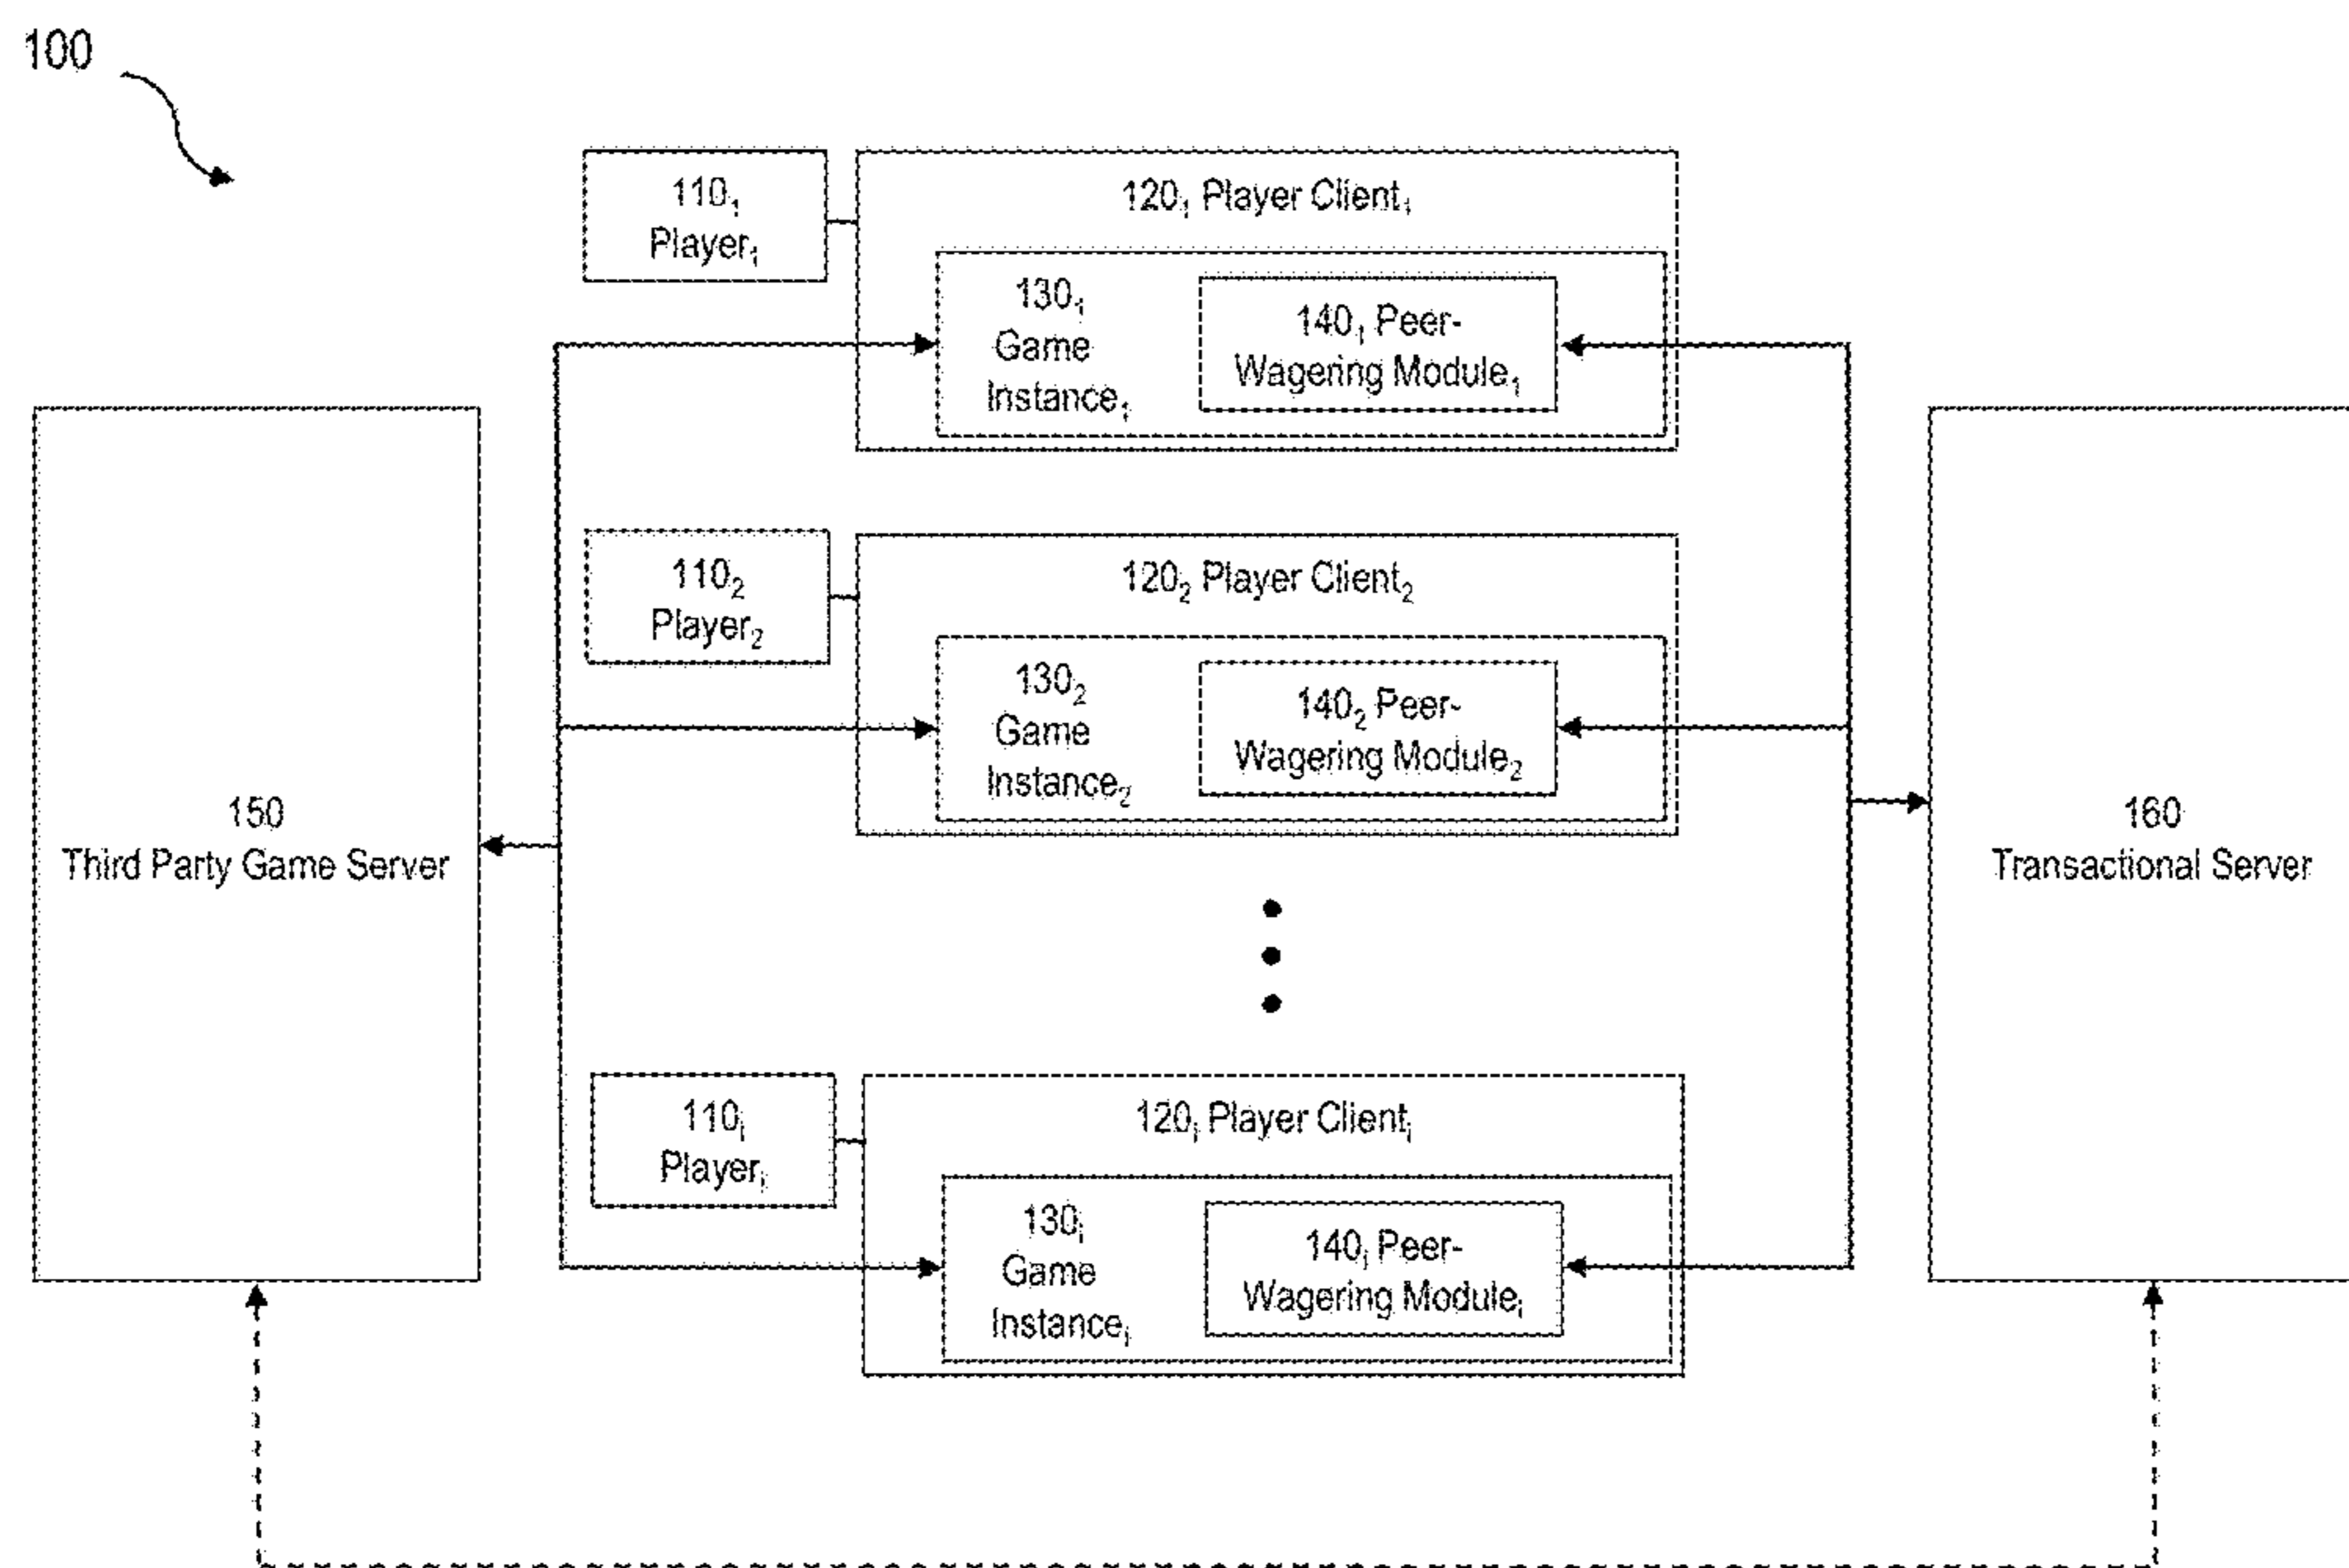 100
110₁
Player₁
120₁ Player Client₁
130₁
Game
Instance₁
140₁ Peer-
Wagering Module₁
110₂
Player₂
120₂ Player Client₂
130₂
Game
Instance₂
140₂ Peer-
Wagering Module₂
150
Third Party Game Server
160
Transactional Server
110ᵢ
Playerᵢ
120ᵢ Player Clientᵢ
130ᵢ
Game
Instanceᵢ
140ᵢ Peer-
Wagering Moduleᵢ